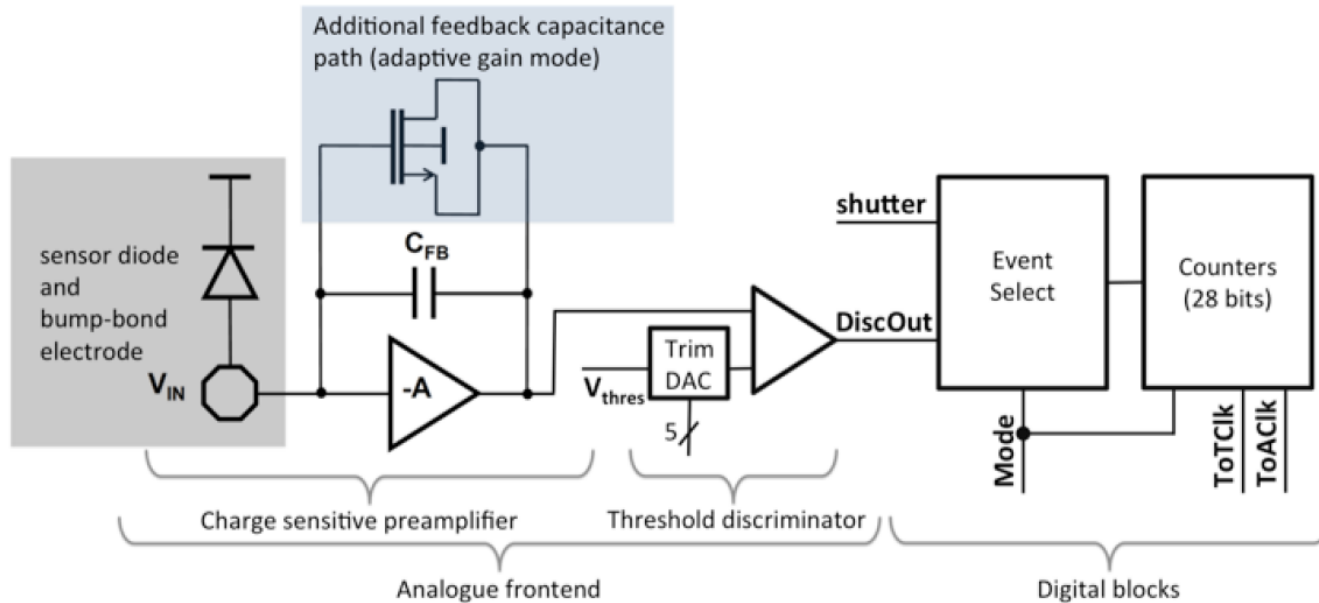 Additional feedback capacitance
path (adaptive gain mode)
sensor diode
and
bump-bond
electrode
V_IN
C_FB
-A
V_thres
Trim
DAC
5
shutter
DiscOut
Event
Select
Counters
(28 bits)
Mode
ToTClk
ToAClk
Charge sensitive preamplifier
Threshold discriminator
Analogue frontend
Digital blocks